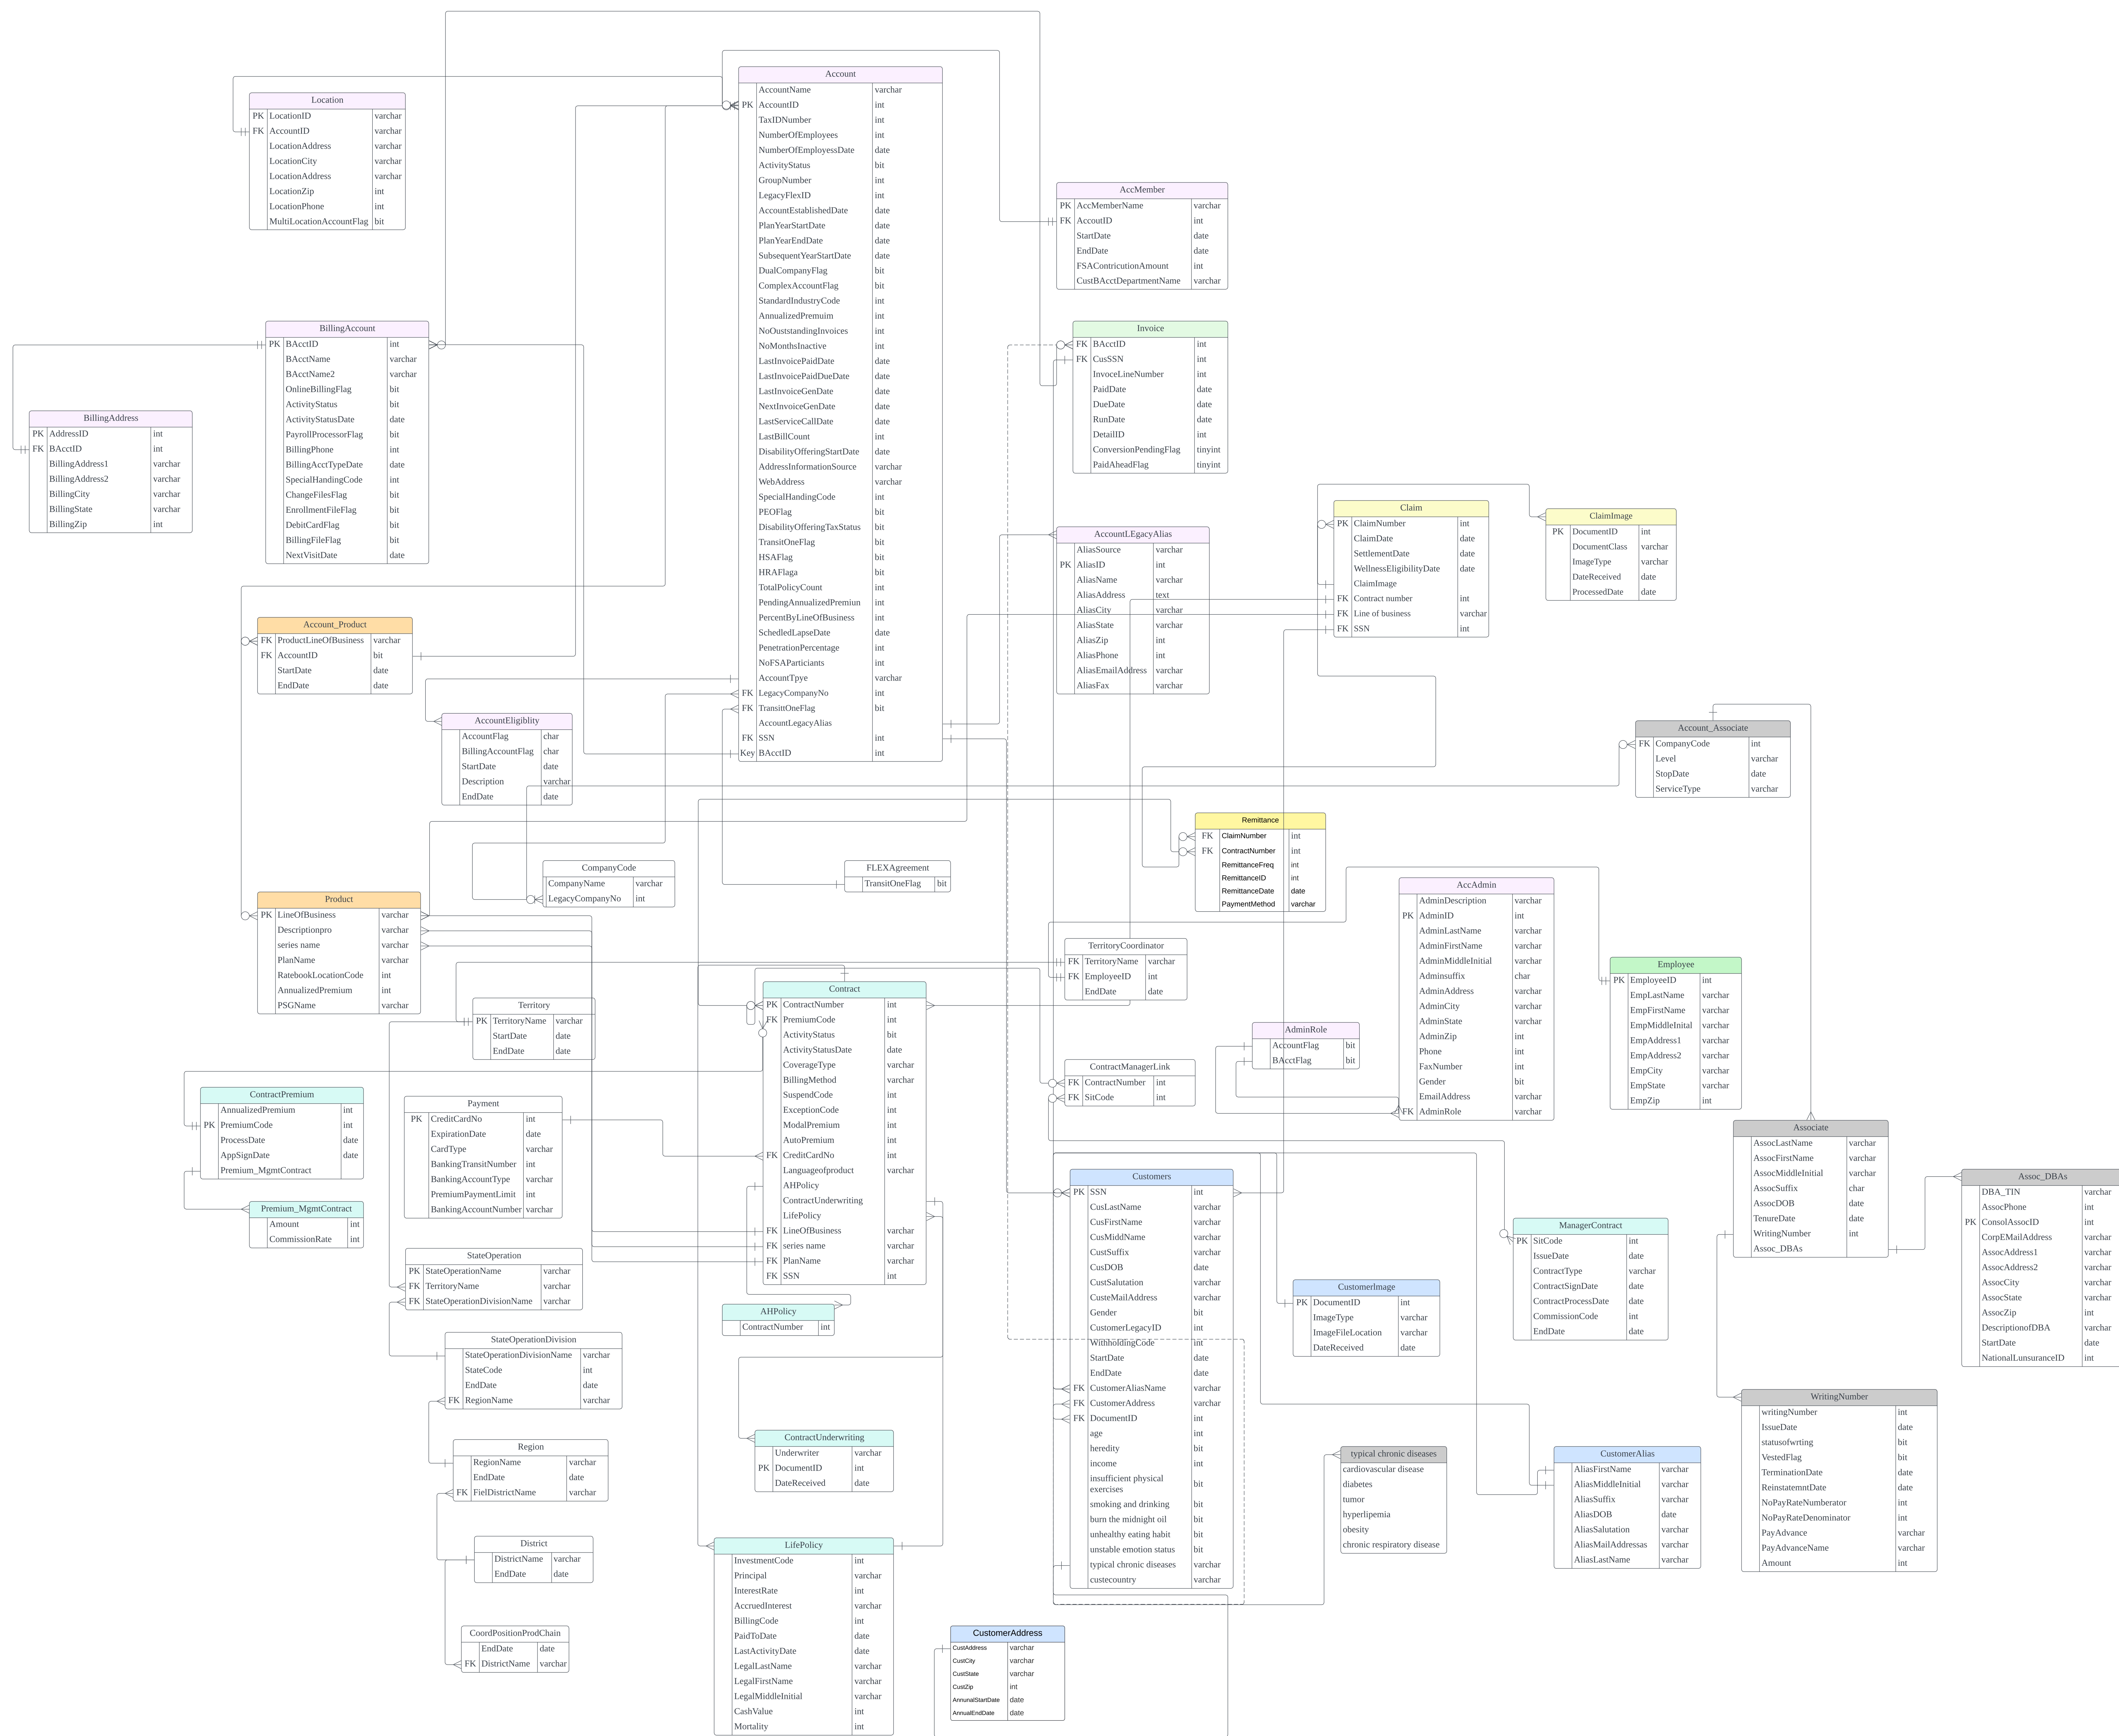 Account
AccountName varchar
PK AccountID int
TaxIDNumber int
NumberOfEmployees int
NumberOfEmployessDate date
ActivityStatus bit
GroupNumber int
LegacyFlexID int
AccountEstablishedDate date
PlanYearStartDate date
PlanYearEndDate date
SubsequentYearStartDate date
DualCompanyFlag bit
ComplexAccountFlag bit
StandardIndustryCode int
AnnualizedPremuim int
NoOuststandingInvoices int
NoMonthsInactive int
LastInvoicePaidDate date
LastInvoicePaidDueDate date
LastInvoiceGenDate date
NextInvoiceGenDate date
LastServiceCallDate date
LastBillCount int
DisabilityOfferingStartDate date
AddressInformationSource varchar
WebAddress varchar
SpecialHandingCode int
PEOFlag bit
DisabilityOfferingTaxStatus bit
TransitOneFlag bit
HSAFlag bit
HRAFlaga bit
TotalPolicyCount int
PendingAnnualizedPremiun int
PercentByLineOfBusiness int
SchedledLapseDate date
PenetrationPercentage int
NoFSAParticiants int
AccountTpye varchar
FK LegacyCompanyNo int
FK TransittOneFlag bit
AccountLegacyAlias
FK SSN int
Key BAcctID int
Location
PK LocationID varchar
FK AccountID varchar
LocationAddress varchar
LocationCity varchar
LocationAddress varchar
LocationZip int
LocationPhone int
MultiLocationAccountFlag bit
AccMember
PK AccMemberName varchar
FK AccoutID int
StartDate date
EndDate date
FSAContricutionAmount int
CustBAcctDepartmentName varchar
BillingAccount
PK BAcctID int
BAcctName varchar
BAcctName2 varchar
OnlineBillingFlag bit
ActivityStatus bit
ActivityStatusDate date
PayrollProcessorFlag bit
BillingPhone int
BillingAcctTypeDate date
SpecialHandingCode int
ChangeFilesFlag bit
EnrollmentFileFlag bit
DebitCardFlag bit
BillingFileFlag bit
NextVisitDate date
Invoice
FK BAcctID int
FK CusSSN int
InvoceLineNumber int
PaidDate date
DueDate date
RunDate date
DetailID int
ConversionPendingFlag tinyint
PaidAheadFlag tinyint
BillingAddress
PK AddressID int
FK BAcctID int
BillingAddress1 varchar
BillingAddress2 varchar
BillingCity varchar
BillingState varchar
BillingZip int
Claim
PK ClaimNumber int
ClaimDate date
SettlementDate date
WellnessEligibilityDate date
ClaimImage
FK Contract number int
FK Line of business varchar
FK SSN int
ClaimImage
PK DocumentID int
DocumentClass varchar
ImageType varchar
DateReceived date
ProcessedDate date
AccountLEgacyAlias
AliasSource varchar
PK AliasID int
AliasName varchar
AliasAddress text
AliasCity varchar
AliasState varchar
AliasZip int
AliasPhone int
AliasEmailAddress varchar
AliasFax varchar
Account_Product
FK ProductLineOfBusiness varchar
FK AccountID bit
StartDate date
EndDate date
AccountEligiblity
AccountFlag char
BillingAccountFlag char
StartDate date
Description varchar
EndDate date
Account_Associate
FK CompanyCode int
Level varchar
StopDate date
ServiceType varchar
Remittance
FK ClaimNumber int
FK ContractNumber int
RemittanceFreq int
RemittanceID int
RemittanceDate date
PaymentMethod varchar
CompanyCode
CompanyName varchar
LegacyCompanyNo int
FLEXAgreement
TransitOneFlag bit
AccAdmin
AdminDescription varchar
PK AdminID int
AdminLastName varchar
AdminFirstName varchar
AdminMiddleInitial varchar
Adminsuffix char
AdminAddress varchar
AdminCity varchar
AdminState varchar
AdminZip int
Phone int
FaxNumber int
Gender bit
EmailAddress varchar
FK AdminRole varchar
Product
PK LineOfBusiness varchar
Descriptionpro varchar
series name varchar
PlanName varchar
RatebookLocationCode int
AnnualizedPremium int
PSGName varchar
TerritoryCoordinator
FK TerritoryName varchar
FK EmployeeID int
EndDate date
Employee
PK EmployeeID int
EmpLastName varchar
EmpFirstName varchar
EmpMiddleInital varchar
EmpAddress1 varchar
EmpAddress2 varchar
EmpCity varchar
EmpState varchar
EmpZip int
Contract
PK ContractNumber int
FK PremiumCode int
ActivityStatus bit
ActivityStatusDate date
CoverageType varchar
BillingMethod varchar
SuspendCode int
ExceptionCode int
ModalPremium int
AutoPremium int
FK CreditCardNo int
Languageofproduct varchar
AHPolicy
ContractUnderwriting
LifePolicy
FK LineOfBusiness varchar
FK series name varchar
FK PlanName varchar
FK SSN int
Territory
PK TerritoryName varchar
StartDate date
EndDate date
AdminRole
AccountFlag bit
BAcctFlag bit
ContractManagerLink
FK ContractNumber int
FK SitCode int
ContractPremium
AnnualizedPremium int
PK PremiumCode int
ProcessDate date
AppSignDate date
Premium_MgmtContract
Payment
PK CreditCardNo int
ExpirationDate date
CardType varchar
BankingTransitNumber int
BankingAccountType varchar
PremiumPaymentLimit int
BankingAccountNumber varchar
Associate
AssocLastName varchar
AssocFirstName varchar
AssocMiddleInitial varchar
AssocSuffix char
AssocDOB date
TenureDate date
WritingNumber int
Assoc_DBAs
Assoc_DBAs
DBA_TIN varchar
AssocPhone int
PK ConsolAssocID int
CorpEMailAddress varchar
AssocAddress1 varchar
AssocAddress2 varchar
AssocCity varchar
AssocState varchar
AssocZip int
DescriptionofDBA varchar
StartDate date
NationalLunsuranceID int
Customers
PK SSN int
CusLastName varchar
CusFirstName varchar
CusMiddName varchar
CustSuffix varchar
CusDOB date
CustSalutation varchar
CusteMailAddress varchar
Gender bit
CustomerLegacyID int
WithholdingCode int
StartDate date
EndDate date
FK CustomerAliasName varchar
FK CustomerAddress varchar
FK DocumentID int
age int
heredity bit
income int
insufficient physical
exercises bit
smoking and drinking bit
burn the midnight oil bit
unhealthy eating habit bit
unstable emotion status bit
typical chronic diseases varchar
custecountry varchar
Premium_MgmtContract
Amount int
CommissionRate int
ManagerContract
PK SitCode int
IssueDate date
ContractType varchar
ContractSignDate date
ContractProcessDate date
CommissionCode int
EndDate date
StateOperation
PK StateOperationName varchar
FK TerritoryName varchar
FK StateOperationDivisionName varchar
CustomerImage
PK DocumentID int
ImageType varchar
ImageFileLocation varchar
DateReceived date
AHPolicy
ContractNumber int
StateOperationDivision
StateOperationDivisionName varchar
StateCode int
EndDate date
FK RegionName varchar
WritingNumber
writingNumber int
IssueDate date
statusofwrting bit
VestedFlag bit
TerminationDate date
ReinstatemntDate date
NoPayRateNumberator int
NoPayRateDenominator int
PayAdvance varchar
PayAdvanceName varchar
Amount int
ContractUnderwriting
Underwriter varchar
PK DocumentID int
DateReceived date
Region
RegionName varchar
EndDate date
FK FielDistrictName varchar
typical chronic diseases
cardiovascular disease
diabetes
tumor
hyperlipemia
obesity
chronic respiratory disease
CustomerAlias
AliasFirstName varchar
AliasMiddleInitial varchar
AliasSuffix varchar
AliasDOB date
AliasSalutation varchar
AliasMailAddressas varchar
AliasLastName varchar
District
DistrictName varchar
EndDate date
LifePolicy
InvestmentCode int
Principal varchar
InterestRate int
AccruedInterest varchar
BillingCode int
PaidToDate date
LastActivityDate date
LegalLastName varchar
LegalFirstName varchar
LegalMiddleInitial varchar
CashValue int
Mortality int
CoordPositionProdChain
EndDate date
FK DistrictName varchar
CustomerAddress
CustAddress varchar
CustCity varchar
CustState varchar
CustZip int
AnnunalStartDate date
AnnualEndDate date